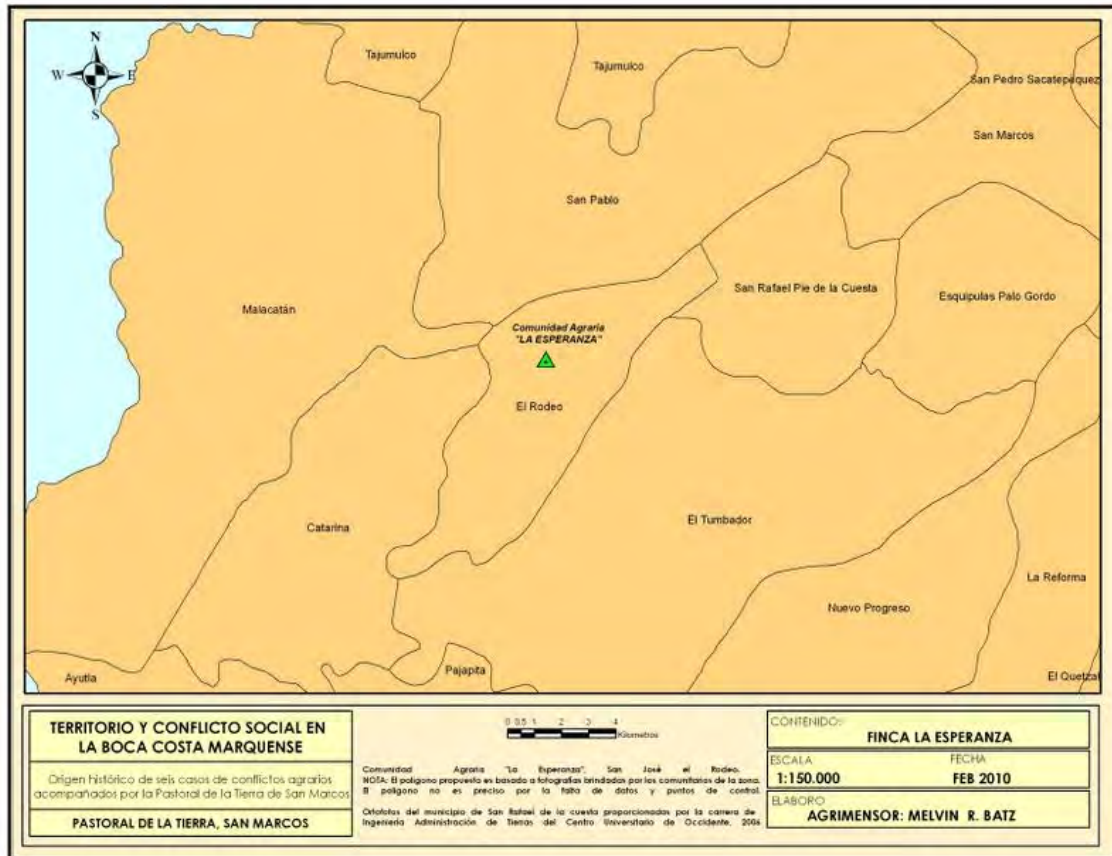 N
W E
S
Tajumulco
Tajumulco
San Pedro Sacatepéquez
San Marcos
San Pablo
San Rafael Pie de la Cuesta
Esquipulas Palo Gordo
Malacatán
Comunidad Agraria
"LA ESPERANZA"
El Rodeo
Catarina
El Tumbador
La Reforma
Nuevo Progreso
Pajapita
Ayutla
El Quetzal
TERRITORIO Y CONFLICTO SOCIAL EN
LA BOCA COSTA MARQUENSE
Origen histórico de seis casos de conflictos agrarios
acompañados por la Pastoral de la Tierra de San Marcos
PASTORAL DE LA TIERRA, SAN MARCOS
0 0.5 1 2 3 4
Kilometros
Comunidad Agraria "La Esperanza", San José el Rodeo.
NOTA: El poligono propuesto es basado a fotografias brindadas por los comunitarios de la zona.
El poligono no es preciso por la falta de datos y puntos de control.
Ortofotos del municipio de San Rafael de la cuesta proporcionados por la carrera de
Ingenieria Administración de Tierras del Centro Universitario de Occidente, 2006
CONTENIDO:
FINCA LA ESPERANZA
ESCALA FECHA
1:150.000 FEB 2010
ELABORO
AGRIMENSOR: MELVIN R. BATZ